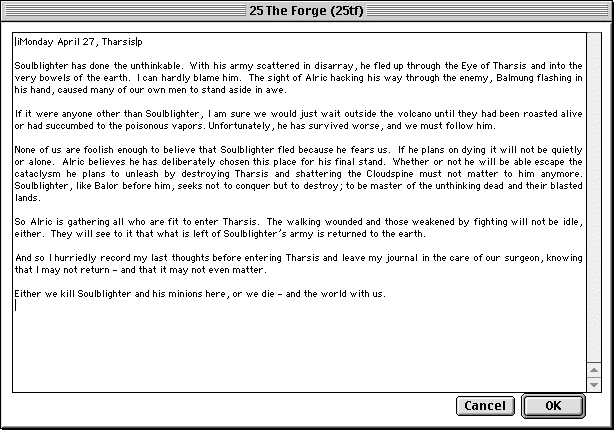 25 The Forge (25tf)
|iMonday April 27, Tharsis|p
Soulblighter has done the unthinkable. With his army scattered in disarray, he fled up through the Eye of Tharsis and into the
very bowels of the earth. I can hardly blame him. The sight of Alric hacking his way through the enemy, Balmung flashing in
his hand, caused many of our own men to stand aside in awe.
If it were anyone other than Soulblighter, I am sure we would just wait outside the volcano until they had been roasted alive
or had succumbed to the poisonous vapors. Unfortunately, he has survived worse, and we must follow him.
None of us are foolish enough to believe that Soulblighter fled because he fears us. If he plans on dying it will not be quietly
or alone. Alric believes he has deliberately chosen this place for his final stand. Whether or not he will be able escape the
cataclysm he plans to unleash by destroying Tharsis and shattering the Cloudspine must not matter to him anymore.
Soulblighter, like Balor before him, seeks not to conquer but to destroy; to be master of the unthinking dead and their blasted
lands.
So Alric is gathering all who are fit to enter Tharsis. The walking wounded and those weakened by fighting will not be idle,
either. They will see to it that what is left of Soulblighter's army is returned to the earth.
And so I hurriedly record my last thoughts before entering Tharsis and leave my journal in the care of our surgeon, knowing
that I may not return – and that it may not even matter.
Either we kill Soulblighter and his minions here, or we die – and the world with us.
Cancel OK